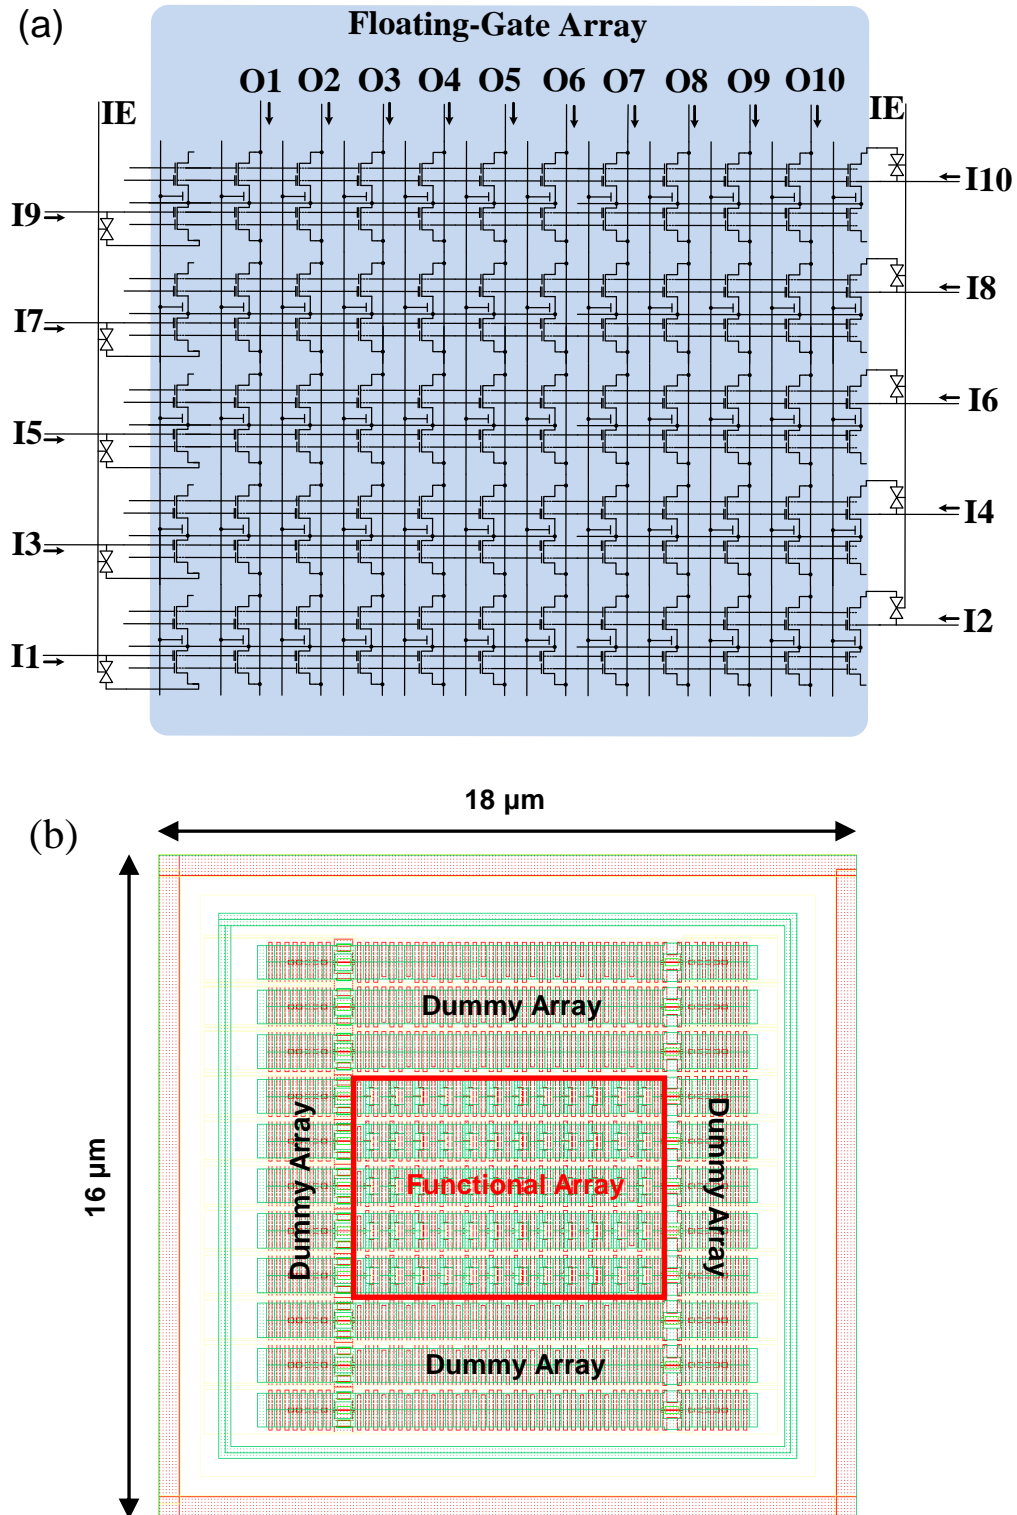 (a)
Floating-Gate Array
O1 O2 O3 O4 O5 O6 O7 O8 O9 O10
IE IE
I10
I9
I8
I7
I6
I5
I4
I3
I2
I1
18 µm
(b)
16 µm
Dummy Array
Dummy Array
Dummy Array
Functional Array
Dummy Array